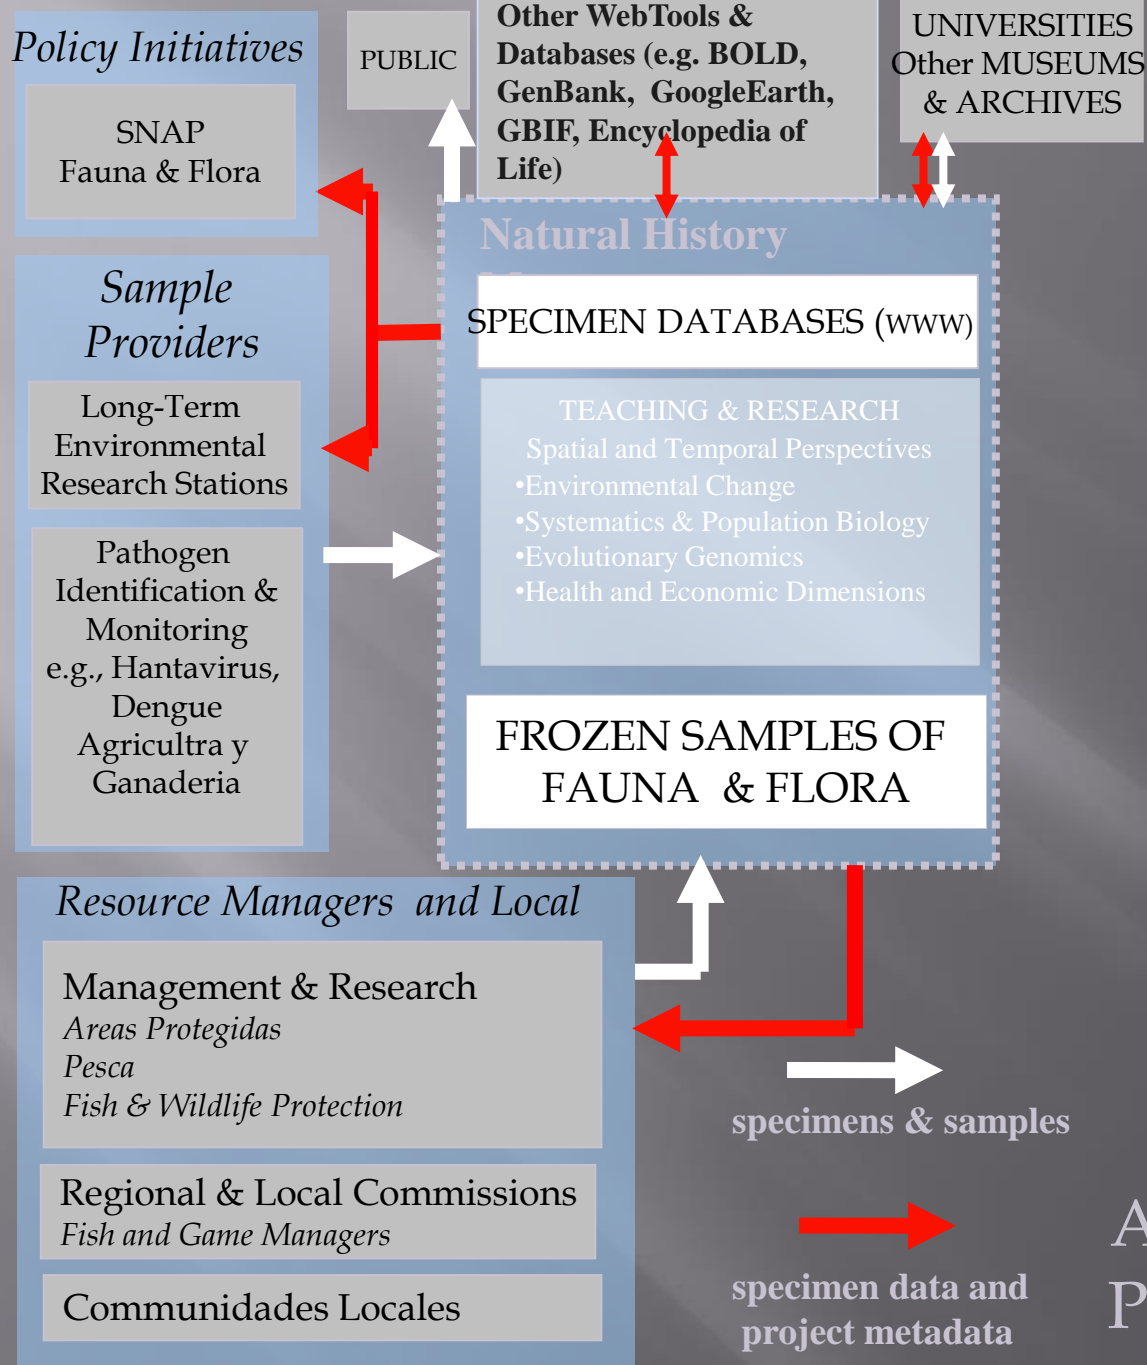 Policy Initiatives
SNAP
Fauna & Flora
PUBLIC
Other WebTools &
Databases (e.g. BOLD,
GenBank, GoogleEarth,
GBIF, Encyclopedia of
Life)
UNIVERSITIES
Other MUSEUMS
& ARCHIVES
Sample
Providers
Long-Term
Environmental
Research Stations
Pathogen
Identification &
Monitoring
e.g., Hantavirus,
Dengue
Agricultra y
Ganaderia
Natural History
SPECIMEN DATABASES (WWW)
TEACHING & RESEARCH
Spatial and Temporal Perspectives
•Environmental Change
•Systematics & Population Biology
•Evolutionary Genomics
•Health and Economic Dimensions
FROZEN SAMPLES OF
FAUNA & FLORA
Resource Managers and Local
Management & Research
Areas Protegidas
Pesca
Fish & Wildlife Protection
Regional & Local Commissions
Fish and Game Managers
Communidades Locales
specimens & samples
specimen data and
project metadata
A
P